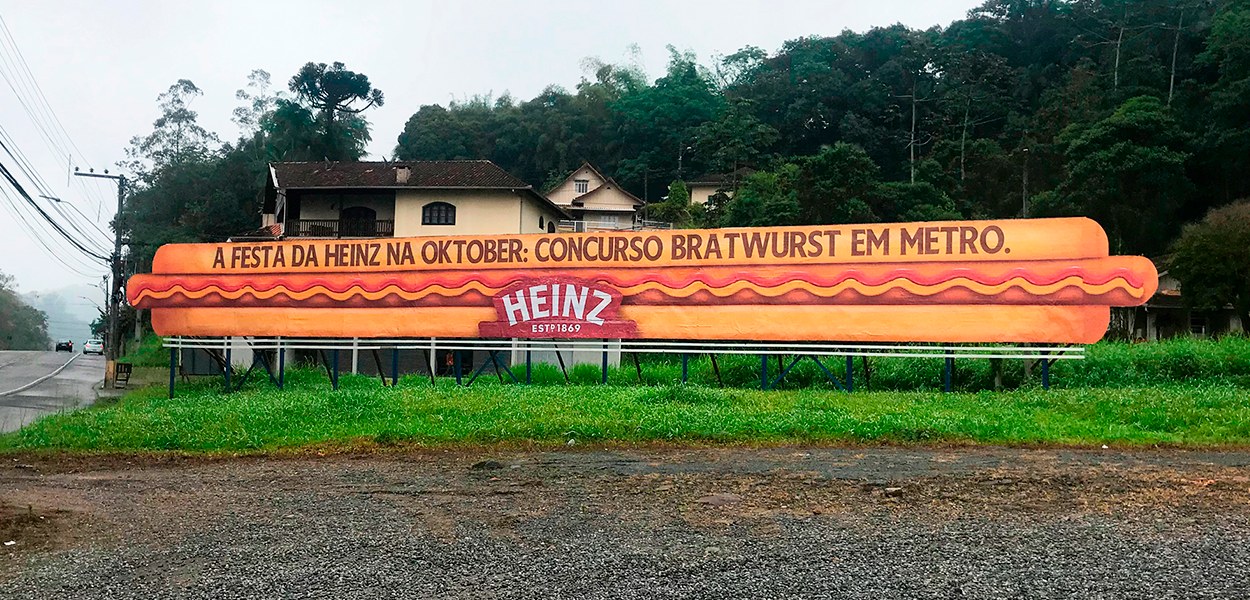 A FESTA DA HEINZ NA OKTOBER: CONCURSO BRATWURST EM METRO.
HEINZ
ESTD 1869